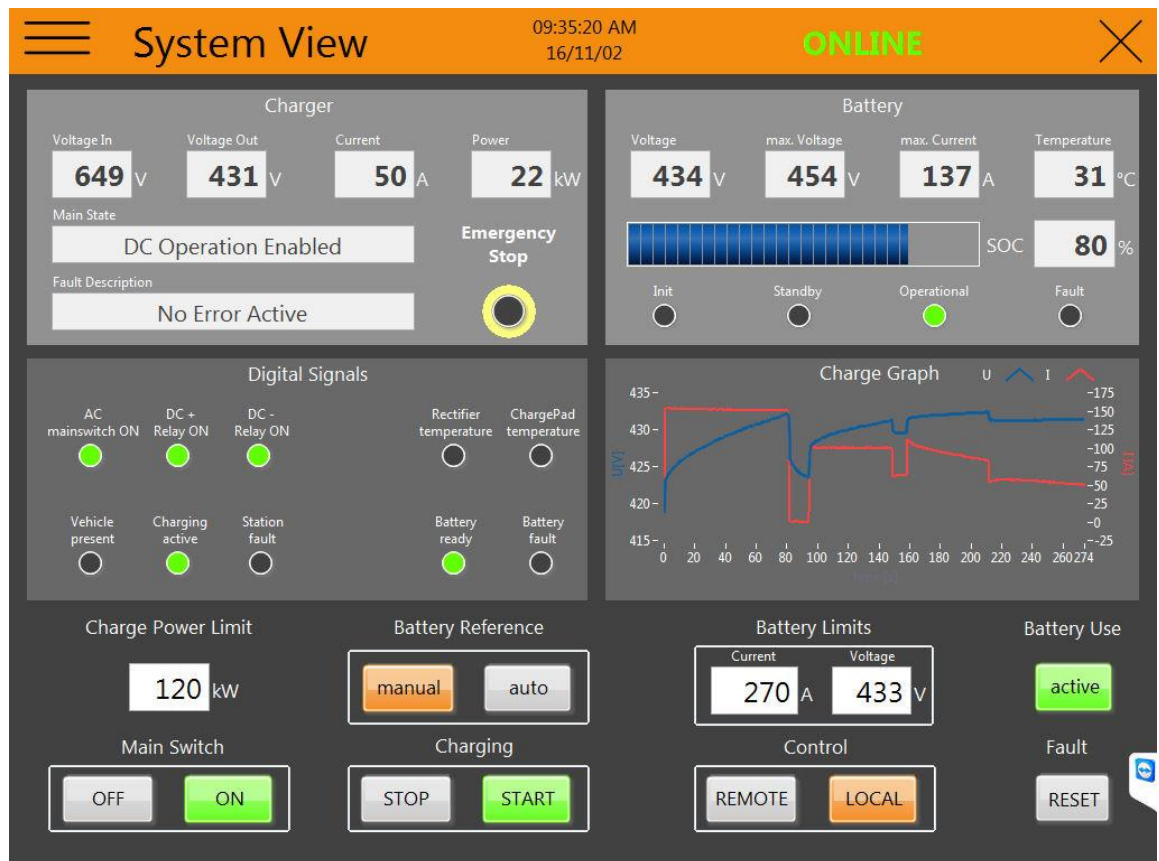 System View
09:35:20 AM
16/11/02
ONLINE
Charger
Voltage In Voltage Out Current Power
649 V 431 V 50 A 22 kW
Main State
DC Operation Enabled
Emergency
Stop
Fault Description
No Error Active
Battery
Voltage max. Voltage max. Current Temperature
434 V 454 V 137 A 31 °C
SOC 80 %
Init Standby Operational Fault
Digital Signals
AC
mainswitch ON
DC +
Relay ON
DC -
Relay ON
Rectifier
temperature
ChargePad
temperature
Vehicle
present
Charging
active
Station
fault
Battery
ready
Battery
fault
Charge Graph U I
435-
430-
425-
420-
415-
U[V]
-175
-150
-125
-100
-75
-50
-25
-0
--25
I [A]
0 20 40 60 80 100 120 140 160 180 200 220 240 260 274
Charge Power Limit
120 kW
Battery Reference
manual auto
Battery Limits
Current Voltage
270 A 433 V
Battery Use
active
Main Switch
OFF ON
Charging
STOP START
Control
REMOTE LOCAL
Fault
RESET